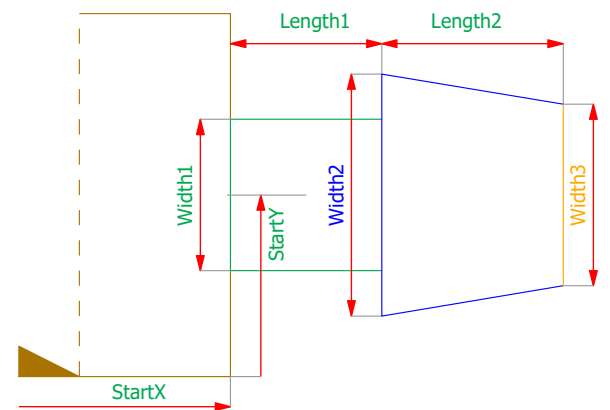 Length1
Length2
Width1
StartY
Width2
Width3
StartX